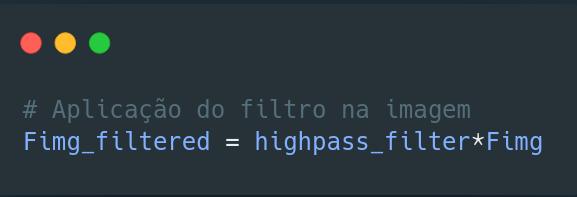 # Aplicação do filtro na imagem
Fimg_filtered = highpass_filter*Fimg